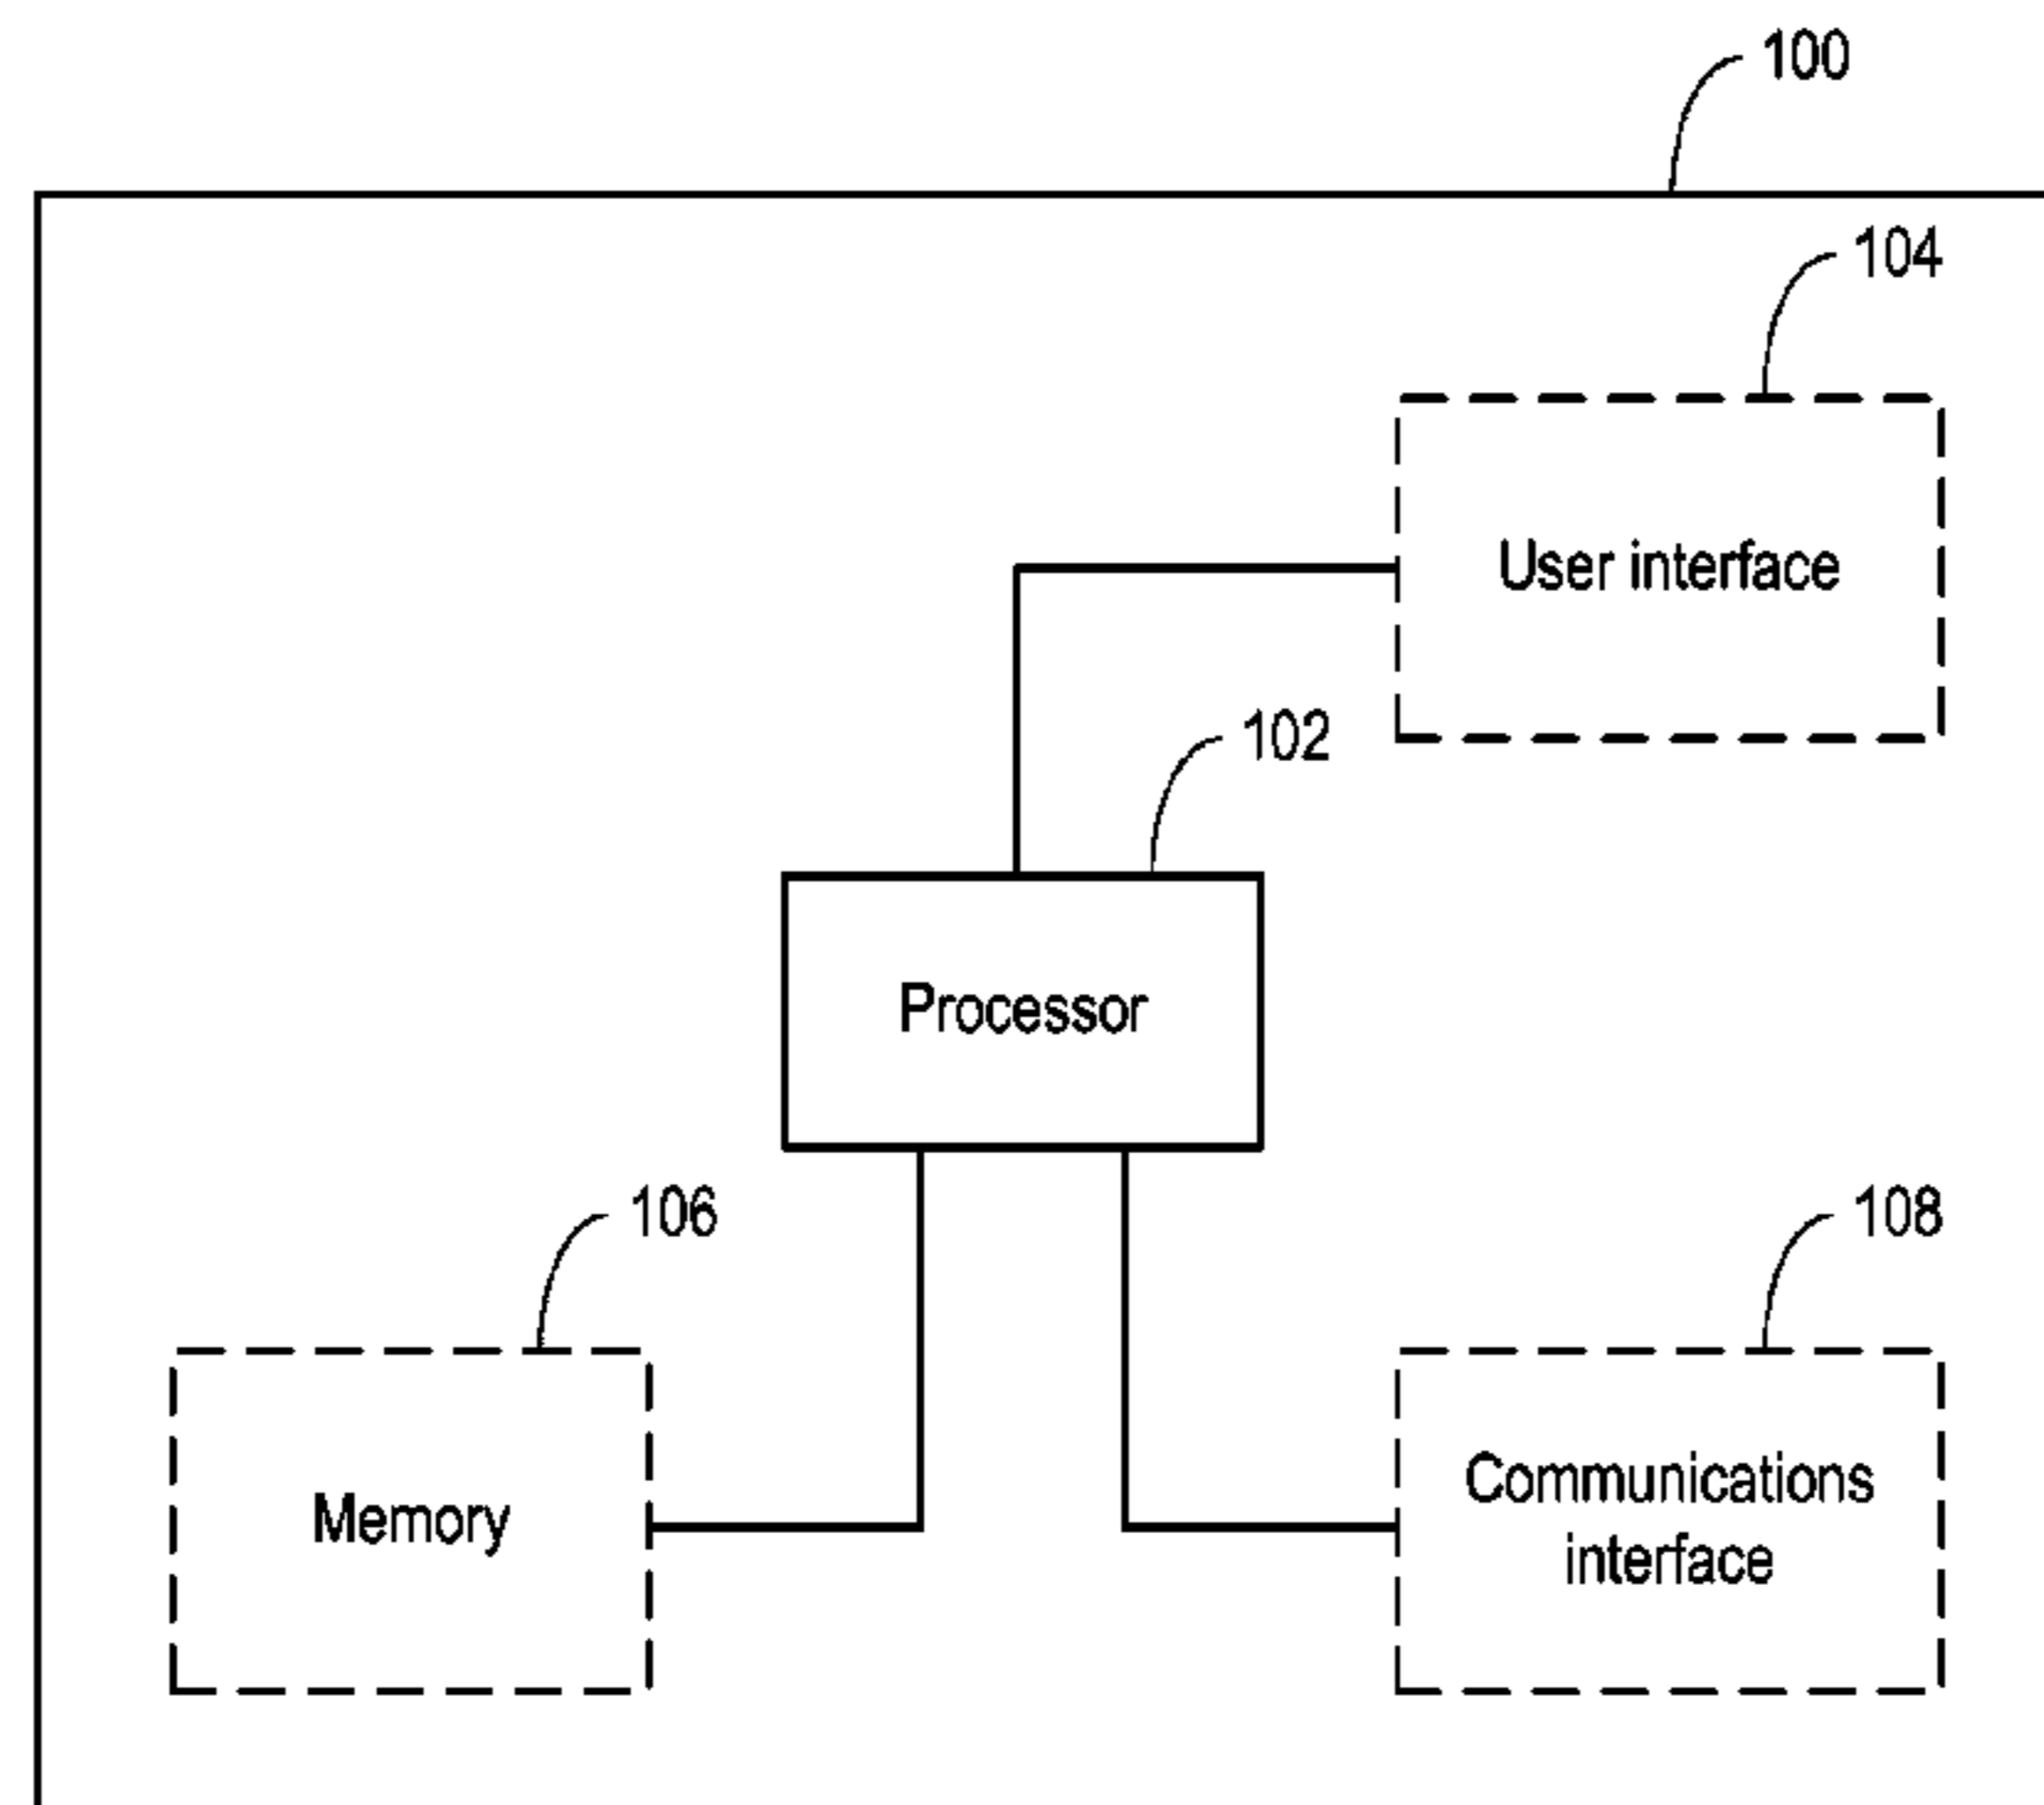 100
104
User interface
102
Processor
106
108
Memory
Communications
interface